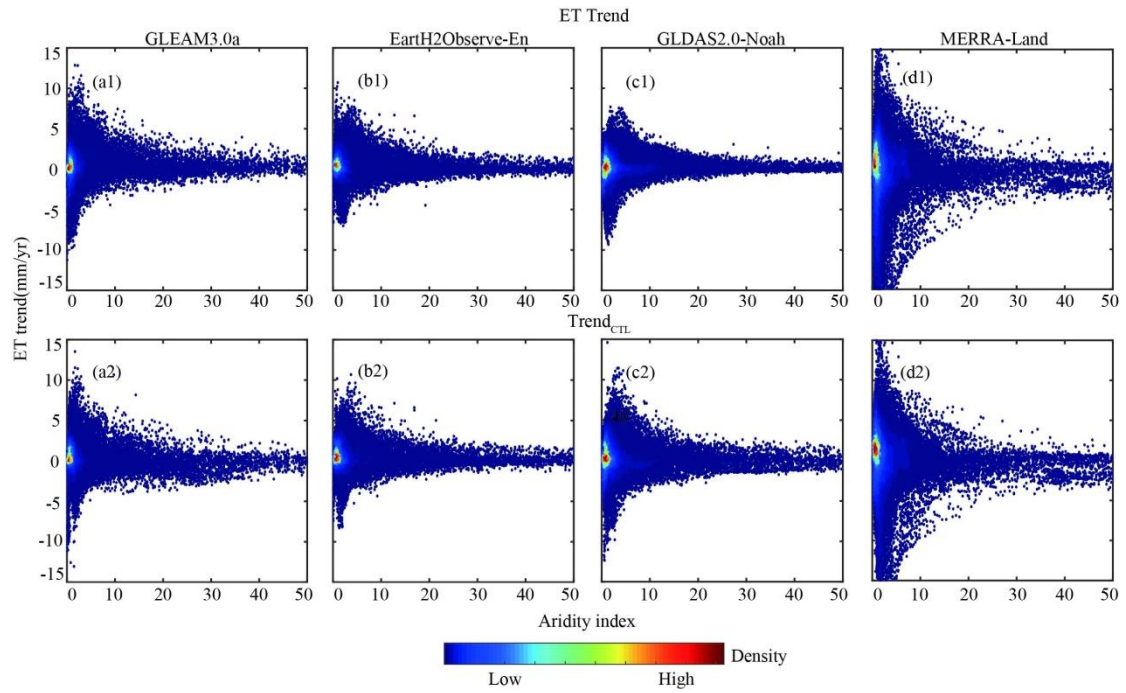 ET Trend
GLEAM3.0a EartH2Observe-En GLDAS2.0-Noah MERRA-Land
(a1) (b1) (c1) (d1)
15
10
5
0
-5
-10
-15
0 10 20 30 40 50 0 10 20 30 40 50 0 10 20 30 40 50 0 10 20 30 40 50
ET trend(mm/yr)
TrendCTL
(a2) (b2) (c2) (d2)
15
10
5
0
-5
-10
-15
0 10 20 30 40 50 0 10 20 30 40 50 0 10 20 30 40 50 0 10 20 30 40 50
Aridity index
Density
Low High